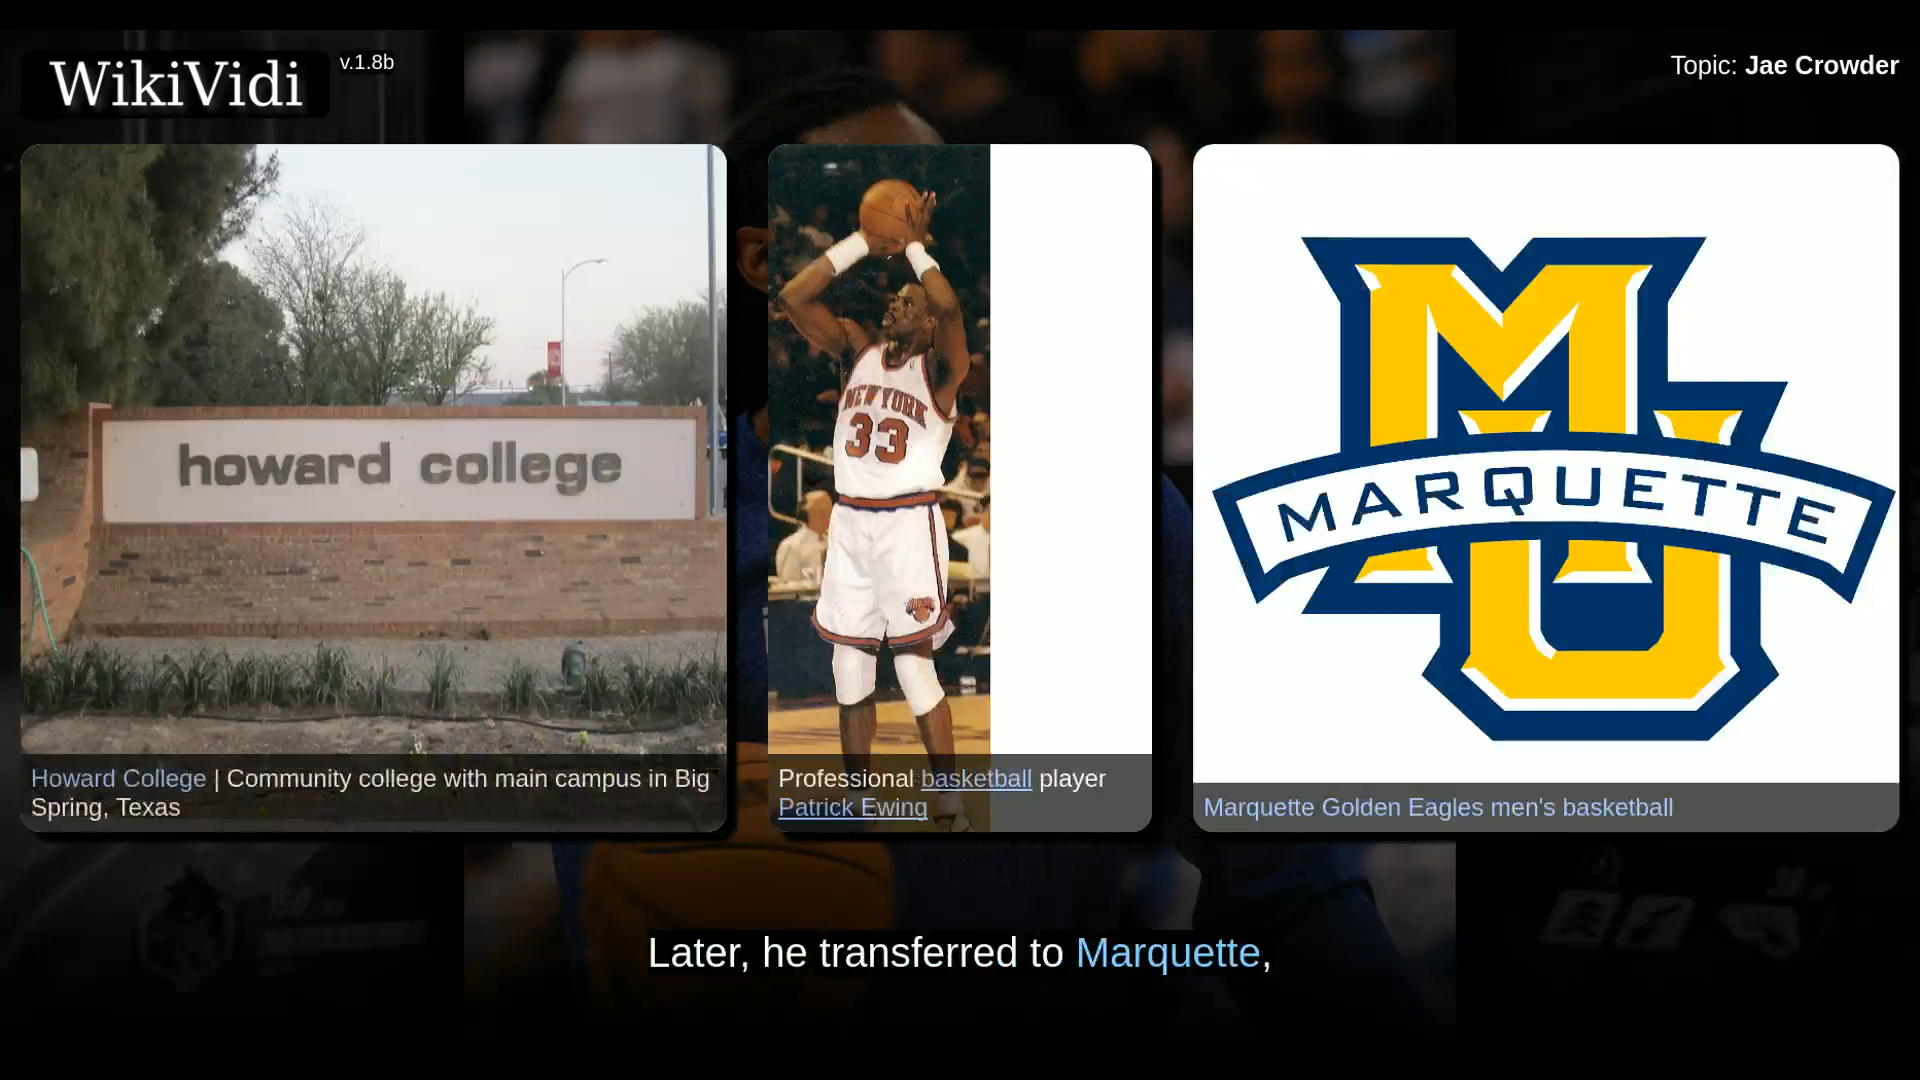 WikiVidi
v.1.8b
Topic: Jae Crowder
howard college
NEW YORK
33
MARQUETTE
Howard College | Community college with main campus in Big
Spring, Texas
Professional basketball player
Patrick Ewing
Marquette Golden Eagles men's basketball
Later, he transferred to Marquette,